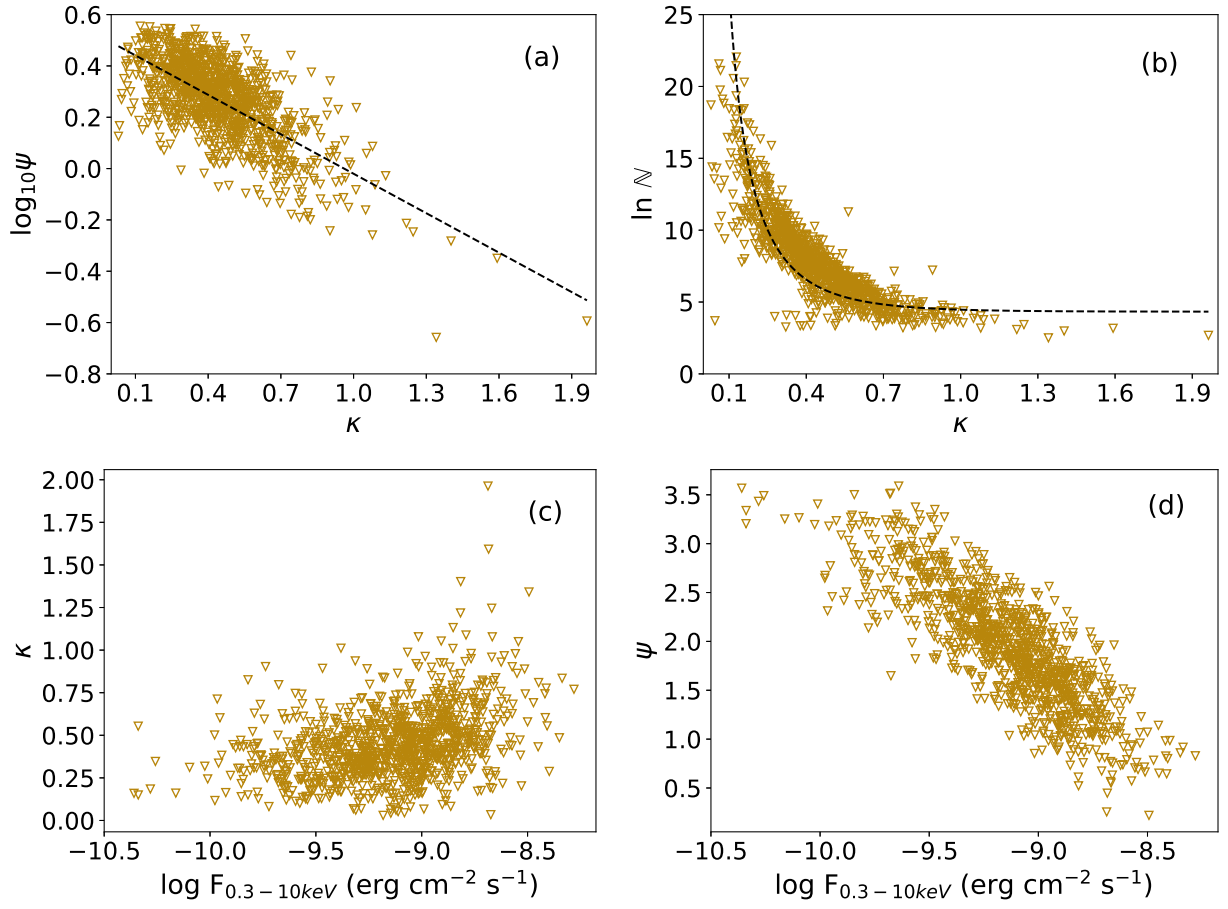 0.6
0.4
0.2
0.0
−0.2
−0.4
−0.6
−0.8
log₁₀ψ
(a)
0.1 0.4 0.7 1.0 1.3 1.6 1.9
κ
25
20
15
10
5
0
ln ℕ
(b)
0.1 0.4 0.7 1.0 1.3 1.6 1.9
κ
2.00
1.75
1.50
1.25
1.00
0.75
0.50
0.25
0.00
κ
(c)
−10.5 −10.0 −9.5 −9.0 −8.5
log F₀.₃₋₁₀ₖₑV (erg cm⁻² s⁻¹)
3.5
3.0
2.5
2.0
1.5
1.0
0.5
ψ
(d)
−10.5 −10.0 −9.5 −9.0 −8.5
log F₀.₃₋₁₀ₖₑV (erg cm⁻² s⁻¹)